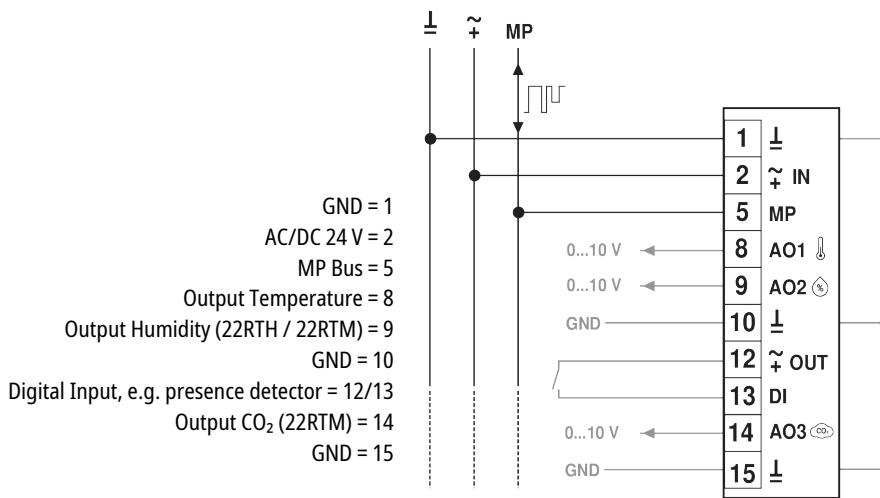 MP
1
2 IN
5 MP
GND = 1
AC/DC 24 V = 2
MP Bus = 5
Output Temperature = 8
Output Humidity (22RTH / 22RTM) = 9
GND = 10
Digital Input, e.g. presence detector = 12/13
Output CO₂ (22RTM) = 14
GND = 15
0...10 V 8 AO1
0...10 V 9 AO2 %
GND 10
12 OUT
13 DI
0...10 V 14 AO3 CO₂
GND 15